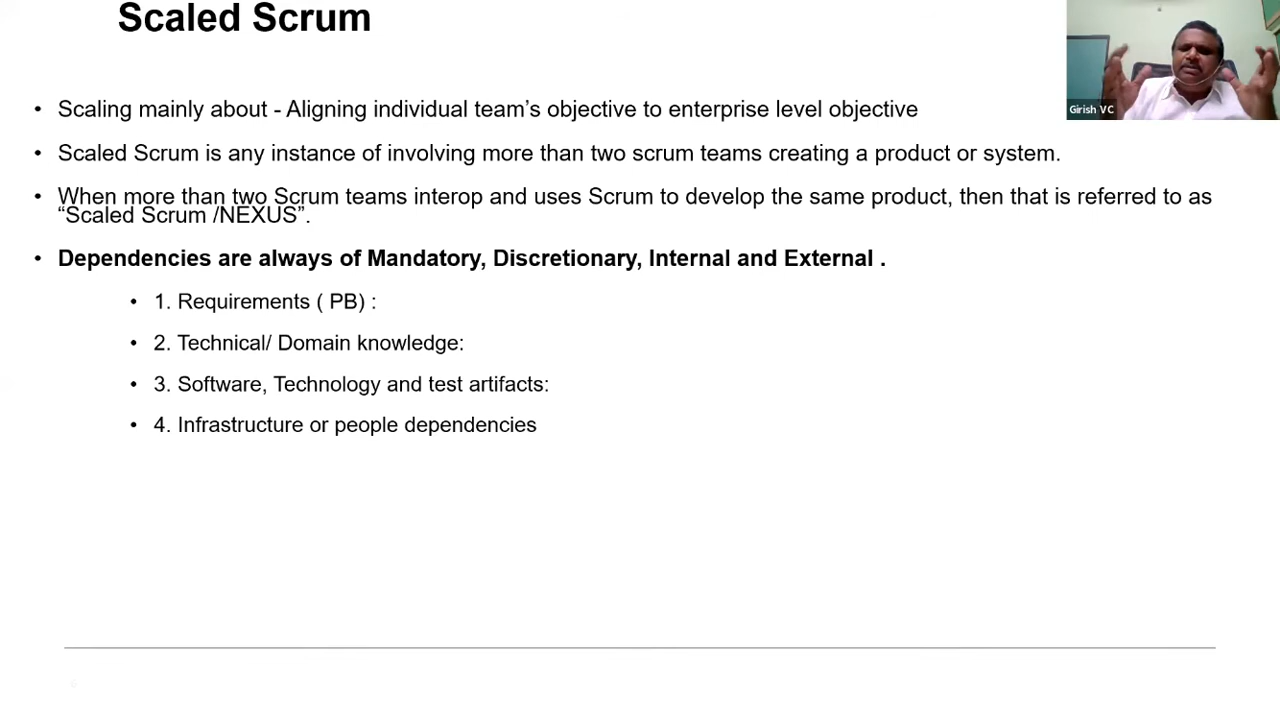 Scaled Scrum
• Scaling mainly about - Aligning individual team’s objective to enterprise level objective
• Scaled Scrum is any instance of involving more than two scrum teams creating a product or system.
• When more than two Scrum teams interop and uses Scrum to develop the same product, then that is referred to as
“Scaled Scrum /NEXUS”.
• Dependencies are always of Mandatory, Discretionary, Internal and External .
• 1. Requirements ( PB) :
• 2. Technical/ Domain knowledge:
• 3. Software, Technology and test artifacts:
• 4. Infrastructure or people dependencies
Girish VC